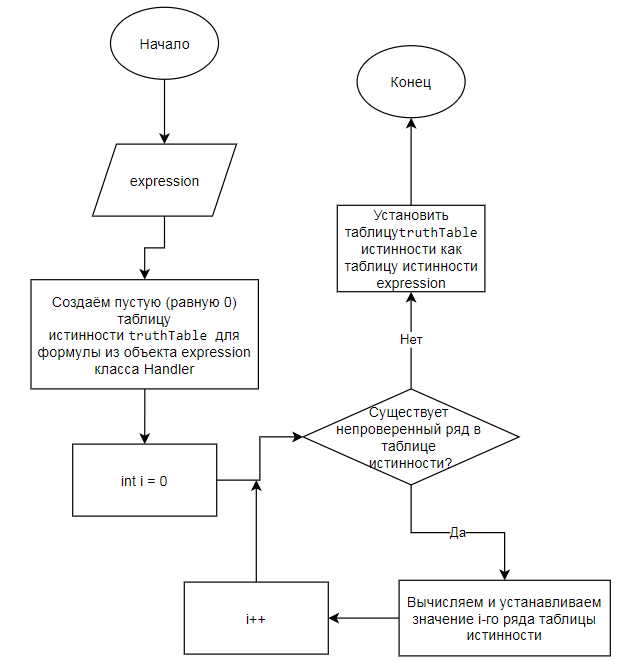 Начало
expression
Создаём пустую (равную 0)
таблицу
истинности truthTable для
формулы из объекта expression
класса Handler
int i = 0
Существует
непроверенный ряд в
таблице
истинности?
Да
Вычисляем и устанавливаем
значение i-го ряда таблицы
истинности
i++
Нет
Установить
таблицуtruthTable
истинности как
таблицу истинности
expression
Конец